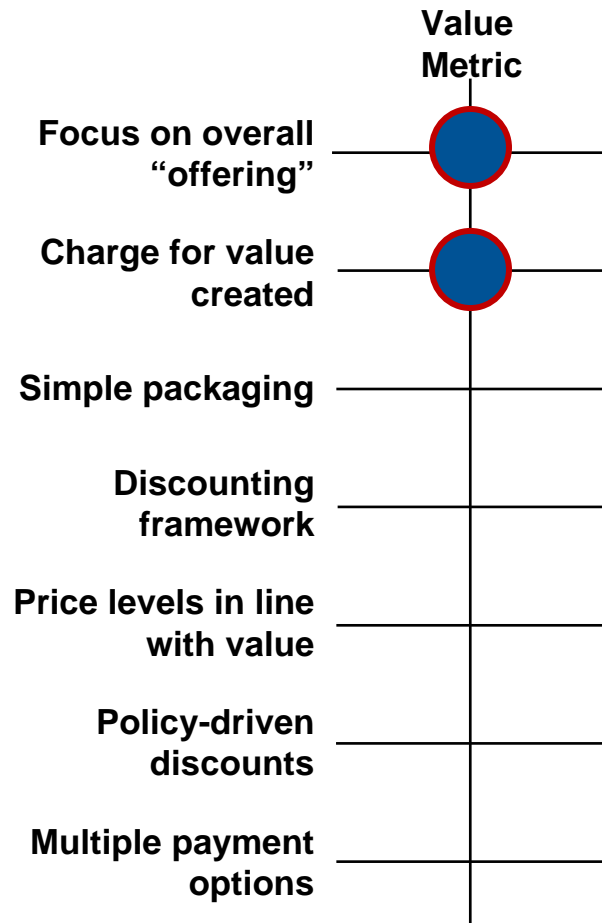 Value
Metric
Focus on overall
“offering”
Charge for value
created
Simple packaging
Discounting
framework
Price levels in line
with value
Policy-driven
discounts
Multiple payment
options